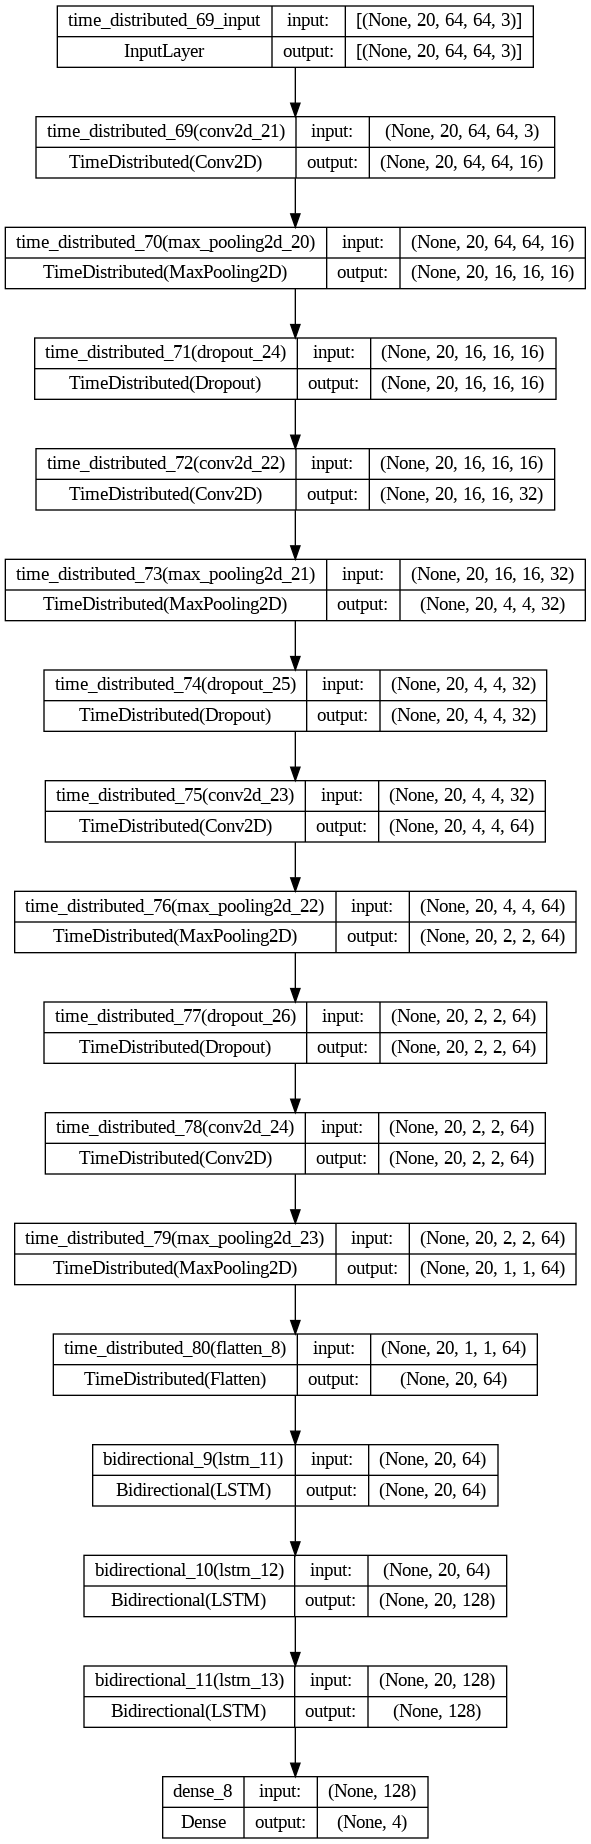 time_distributed_69_input input: [(None, 20, 64, 64, 3)]
InputLayer output: [(None, 20, 64, 64, 3)]
time_distributed_69(conv2d_21) input: (None, 20, 64, 64, 3)
TimeDistributed(Conv2D) output: (None, 20, 64, 64, 16)
time_distributed_70(max_pooling2d_20) input: (None, 20, 64, 64, 16)
TimeDistributed(MaxPooling2D) output: (None, 20, 16, 16, 16)
time_distributed_71(dropout_24) input: (None, 20, 16, 16, 16)
TimeDistributed(Dropout) output: (None, 20, 16, 16, 16)
time_distributed_72(conv2d_22) input: (None, 20, 16, 16, 16)
TimeDistributed(Conv2D) output: (None, 20, 16, 16, 32)
time_distributed_73(max_pooling2d_21) input: (None, 20, 16, 16, 32)
TimeDistributed(MaxPooling2D) output: (None, 20, 4, 4, 32)
time_distributed_74(dropout_25) input: (None, 20, 4, 4, 32)
TimeDistributed(Dropout) output: (None, 20, 4, 4, 32)
time_distributed_75(conv2d_23) input: (None, 20, 4, 4, 32)
TimeDistributed(Conv2D) output: (None, 20, 4, 4, 64)
time_distributed_76(max_pooling2d_22) input: (None, 20, 4, 4, 64)
TimeDistributed(MaxPooling2D) output: (None, 20, 2, 2, 64)
time_distributed_77(dropout_26) input: (None, 20, 2, 2, 64)
TimeDistributed(Dropout) output: (None, 20, 2, 2, 64)
time_distributed_78(conv2d_24) input: (None, 20, 2, 2, 64)
TimeDistributed(Conv2D) output: (None, 20, 2, 2, 64)
time_distributed_79(max_pooling2d_23) input: (None, 20, 2, 2, 64)
TimeDistributed(MaxPooling2D) output: (None, 20, 1, 1, 64)
time_distributed_80(flatten_8) input: (None, 20, 1, 1, 64)
TimeDistributed(Flatten) output: (None, 20, 64)
bidirectional_9(lstm_11) input: (None, 20, 64)
Bidirectional(LSTM) output: (None, 20, 64)
bidirectional_10(lstm_12) input: (None, 20, 64)
Bidirectional(LSTM) output: (None, 20, 128)
bidirectional_11(lstm_13) input: (None, 20, 128)
Bidirectional(LSTM) output: (None, 128)
dense_8 input: (None, 128)
Dense output: (None, 4)